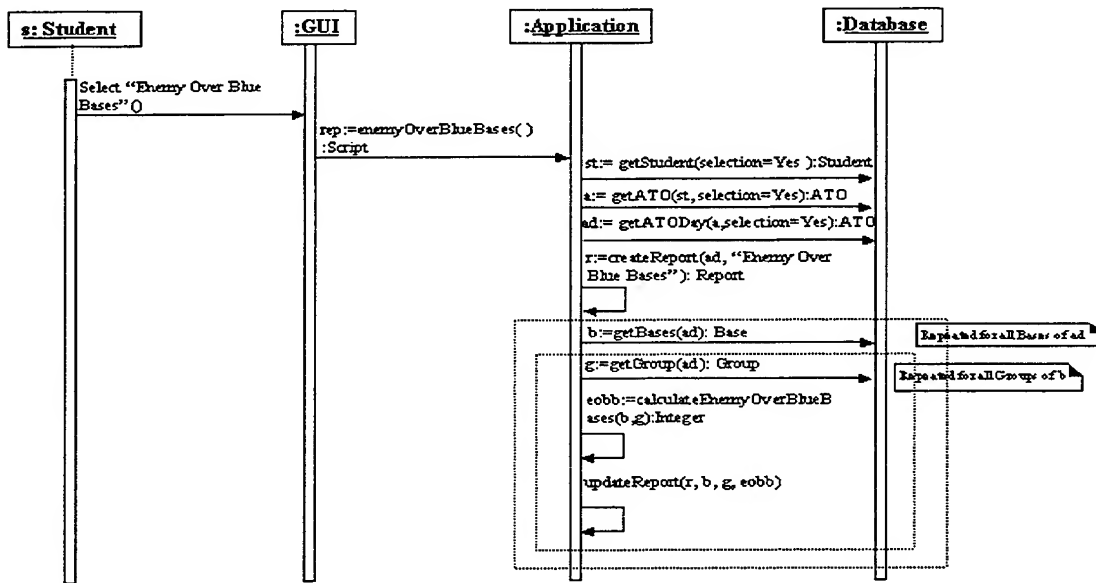 s: Student
:GUI
:Application
:Database
Select “Enemy Over Blue
Bases”()
rep:=enemyOverBlueBases( )
:Script
st:= getStudent(selection=Yes ):Student
a:= getATO(st, selection=Yes):ATO
ad:= getATODay(a,selection=Yes):ATO
r:=createReport(ad, “Enemy Over
Blue Bases”): Report
b:=getBases(ad): Base
Repeated for all Bases of ad
g:=getGroup(ad): Group
Repeated for all Groups of b
eobb:=calculateEnemyOverBlueB
ases(b,g):Integer
updateReport(r, b, g, eobb)